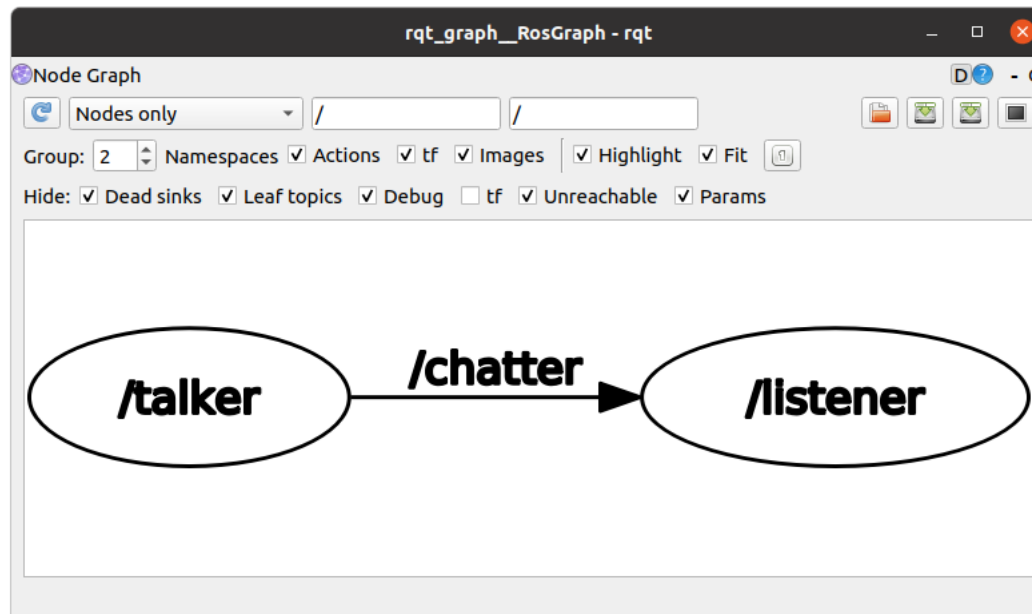 rqt_graph__RosGraph - rqt
Node Graph D ? -
Nodes only / /
Group: 2 Namespaces Actions tf Images Highlight Fit
Hide: Dead sinks Leaf topics Debug tf Unreachable Params
/chatter
/talker /listener